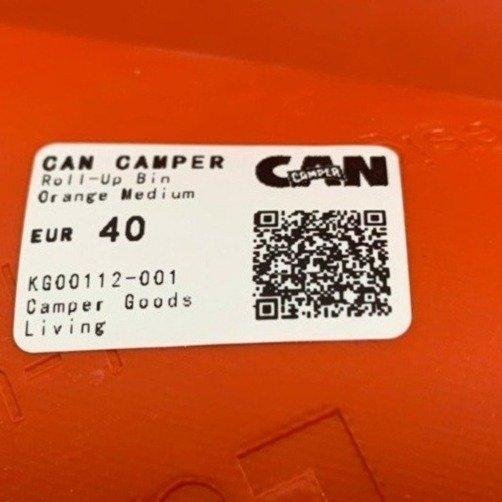 CAN CAMPER
Roll-Up Bin
Orange Medium
EUR 40
KG00112-001
Camper Goods
Living
CAN
CAMPER